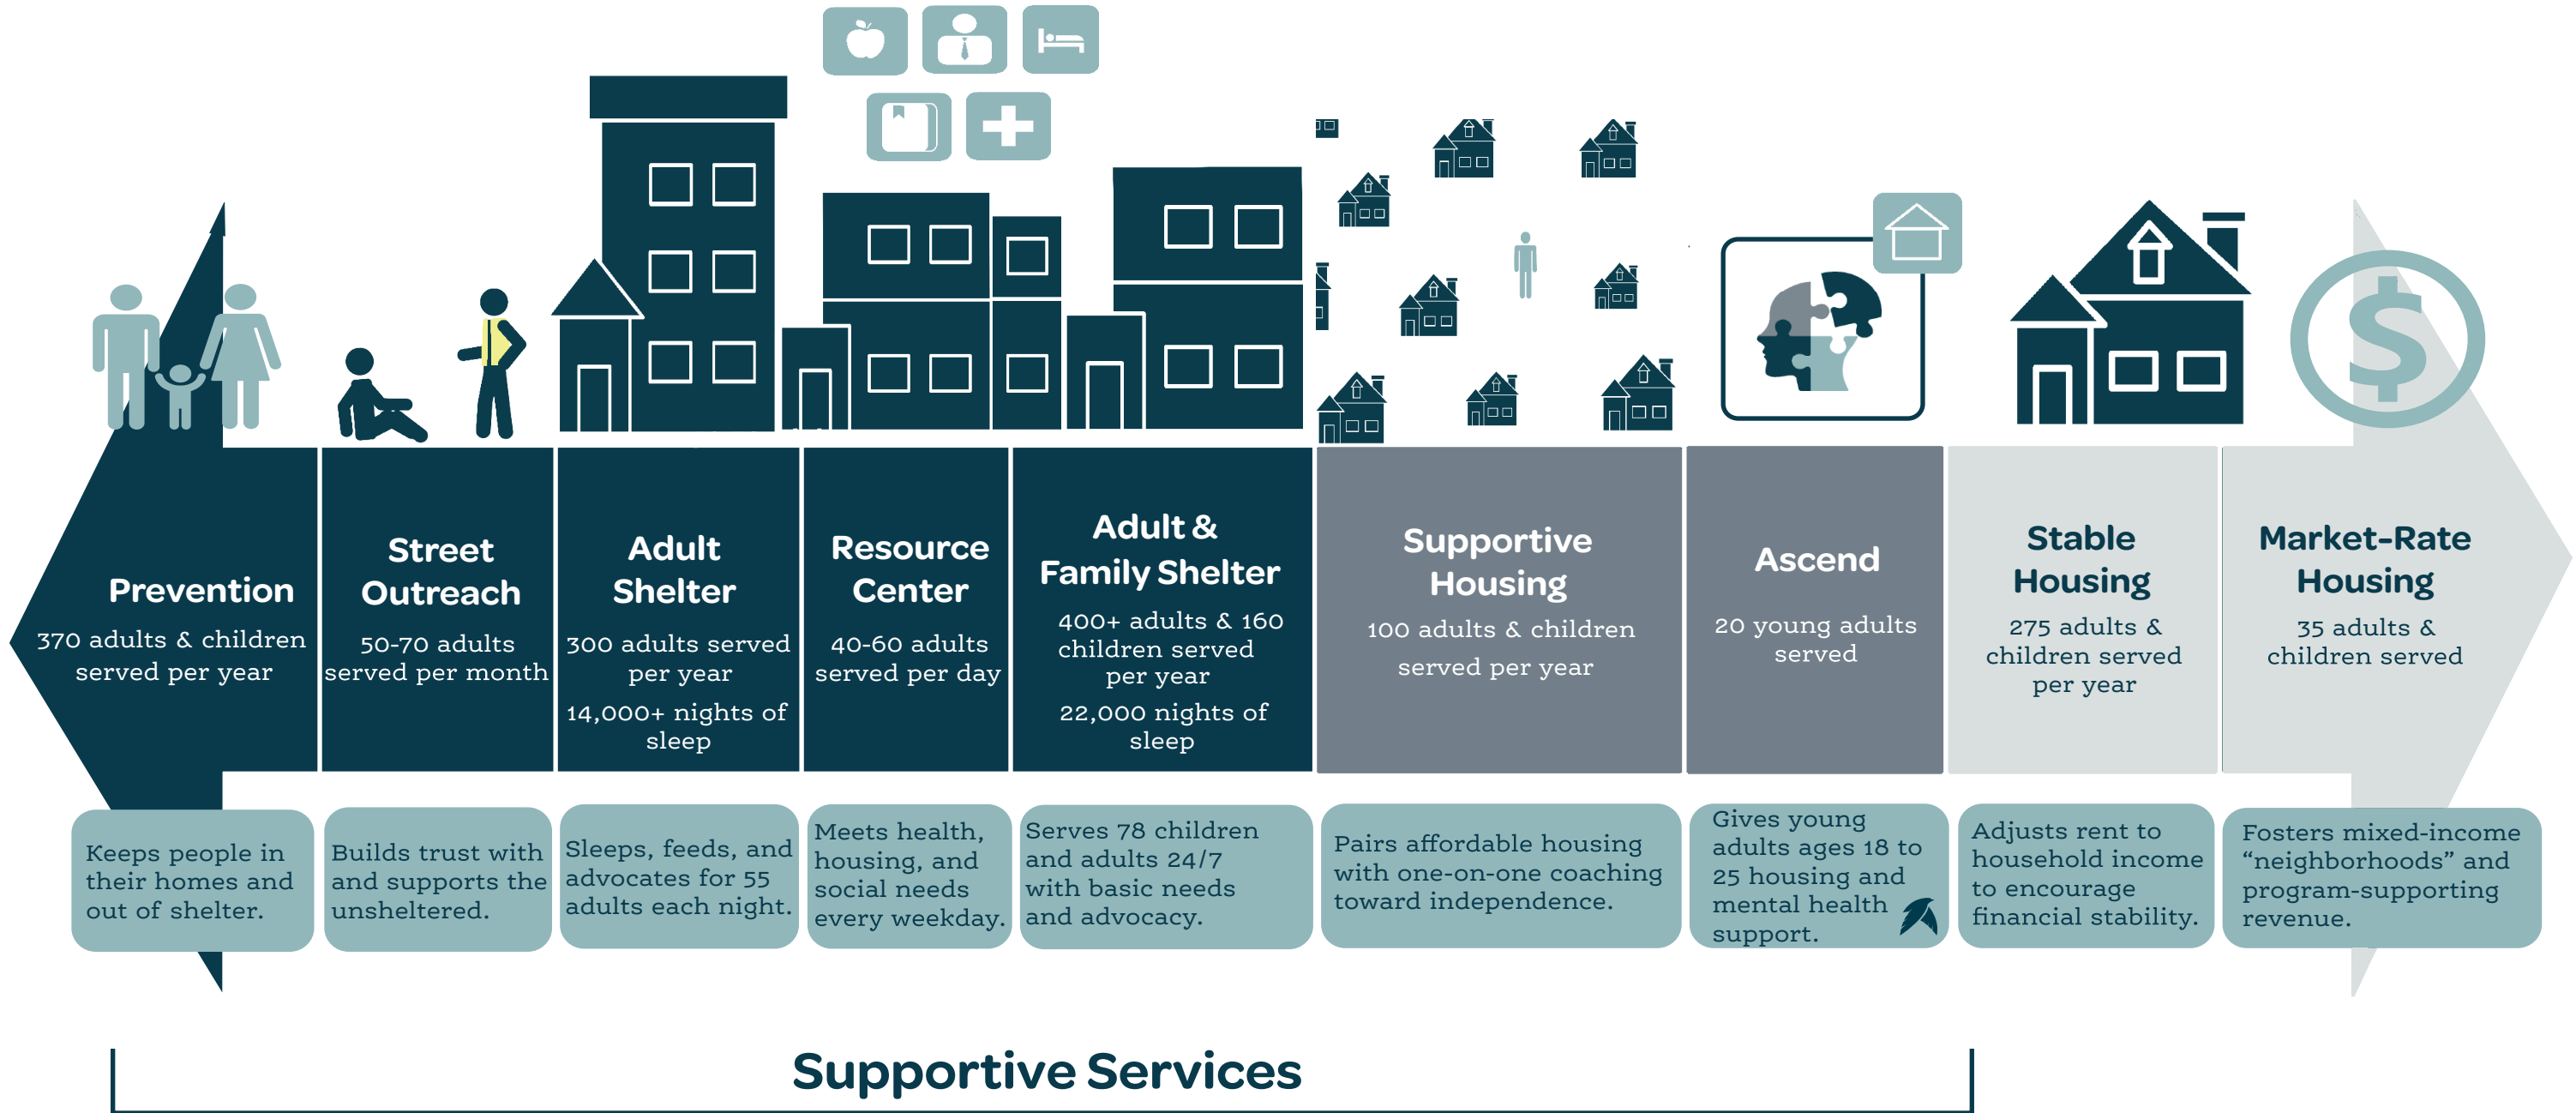 Prevention
370 adults & children
served per year
Street
Outreach
50-70 adults
served per month
Adult
Shelter
300 adults served
per year
14,000+ nights of
sleep
Resource
Center
40-60 adults
served per day
Adult &
Family Shelter
400+ adults & 160
children served
per year
22,000 nights of
sleep
Supportive
Housing
100 adults & children
served per year
Ascend
20 young adults
served
Stable
Housing
275 adults &
children served
per year
Market-Rate
Housing
$
35 adults &
children served
Keeps people in
their homes and
out of shelter.
Builds trust with
and supports the
unsheltered.
Sleeps, feeds, and
advocates for 55
adults each night.
Meets health,
housing, and
social needs
every weekday.
Serves 78 children
and adults 24/7
with basic needs
and advocacy.
Pairs affordable housing
with one-on-one coaching
toward independence.
Gives young
adults ages 18 to
25 housing and
mental health
support.
Adjusts rent to
household income
to encourage
financial stability.
Fosters mixed-income
“neighborhoods” and
program-supporting
revenue.
Supportive Services